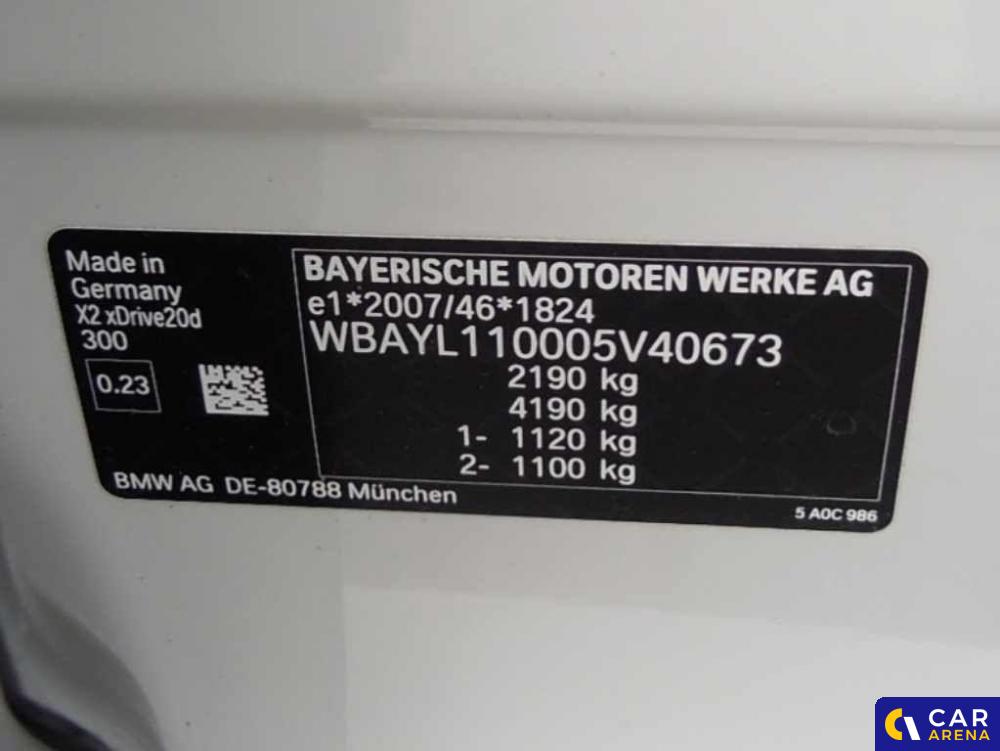 Made in
Germany
X2 xDrive20d
300
0.23
BAYERISCHE MOTOREN WERKE AG
e1*2007/46*1824
WBAYL110005V40673
2190 kg
4190 kg
1- 1120 kg
2- 1100 kg
BMW AG DE-80788 München
5 A0C 986
CAR
ARENA